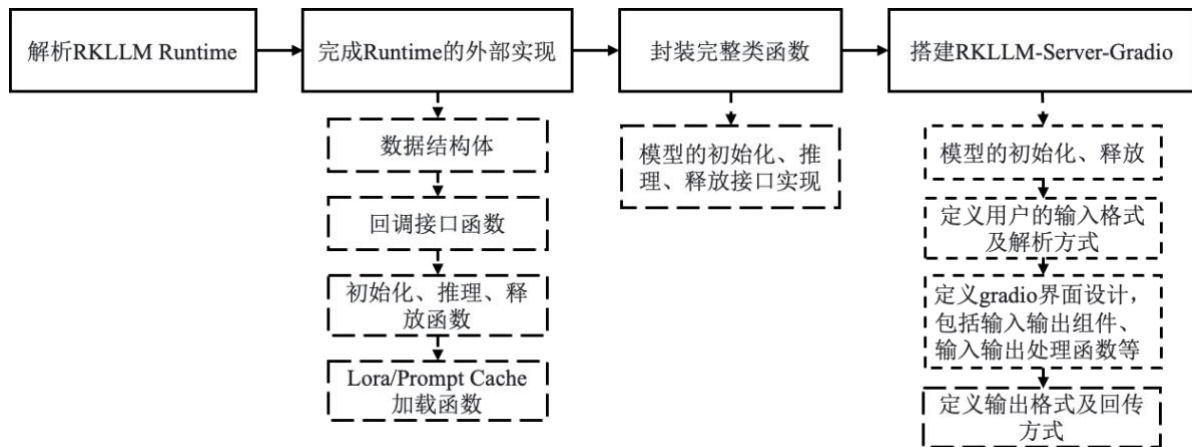 解析RKLLM Runtime
完成Runtime的外部实现
封装完整类函数
搭建RKLLM-Server-Gradio
数据结构体
回调接口函数
初始化、推理、释
放函数
Lora/Prompt Cache
加载函数
模型的初始化、推
理、释放接口实现
模型的初始化、释放
定义用户的输入格式
及解析方式
定义gradio界面设计，
包括输入输出组件、
输入输出处理函数等
定义输出格式及回传
方式